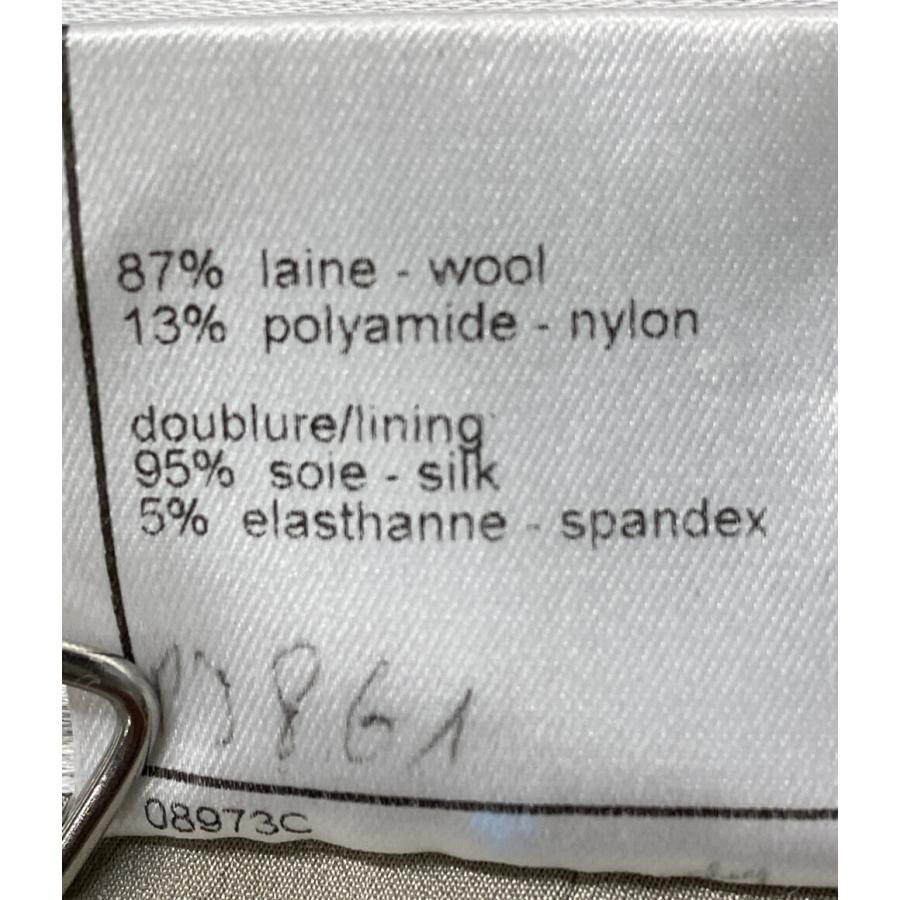 87% laine - wool
13% polyamide - nylon
doublure/lining
95% soie - silk
5% elasthanne - spandex
08973C